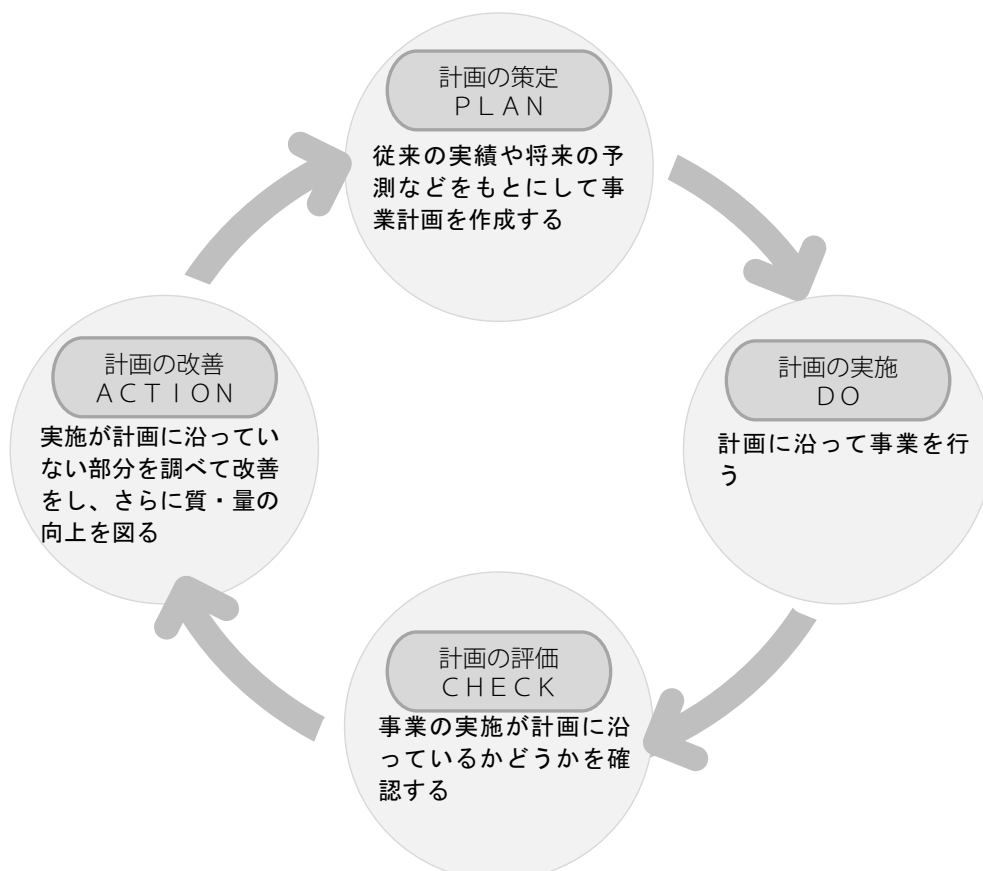 計画の策定
ＰＬＡＮ
従来の実績や将来の予
測などをもとにして事
業計画を作成する
計画の実施
ＤＯ
計画に沿って事業を行
う
計画の評価
ＣＨＥＣＫ
事業の実施が計画に沿
っているかどうかを確
認する
計画の改善
ＡＣＴＩＯＮ
実施が計画に沿ってい
ない部分を調べて改善
をし、さらに質・量の
向上を図る